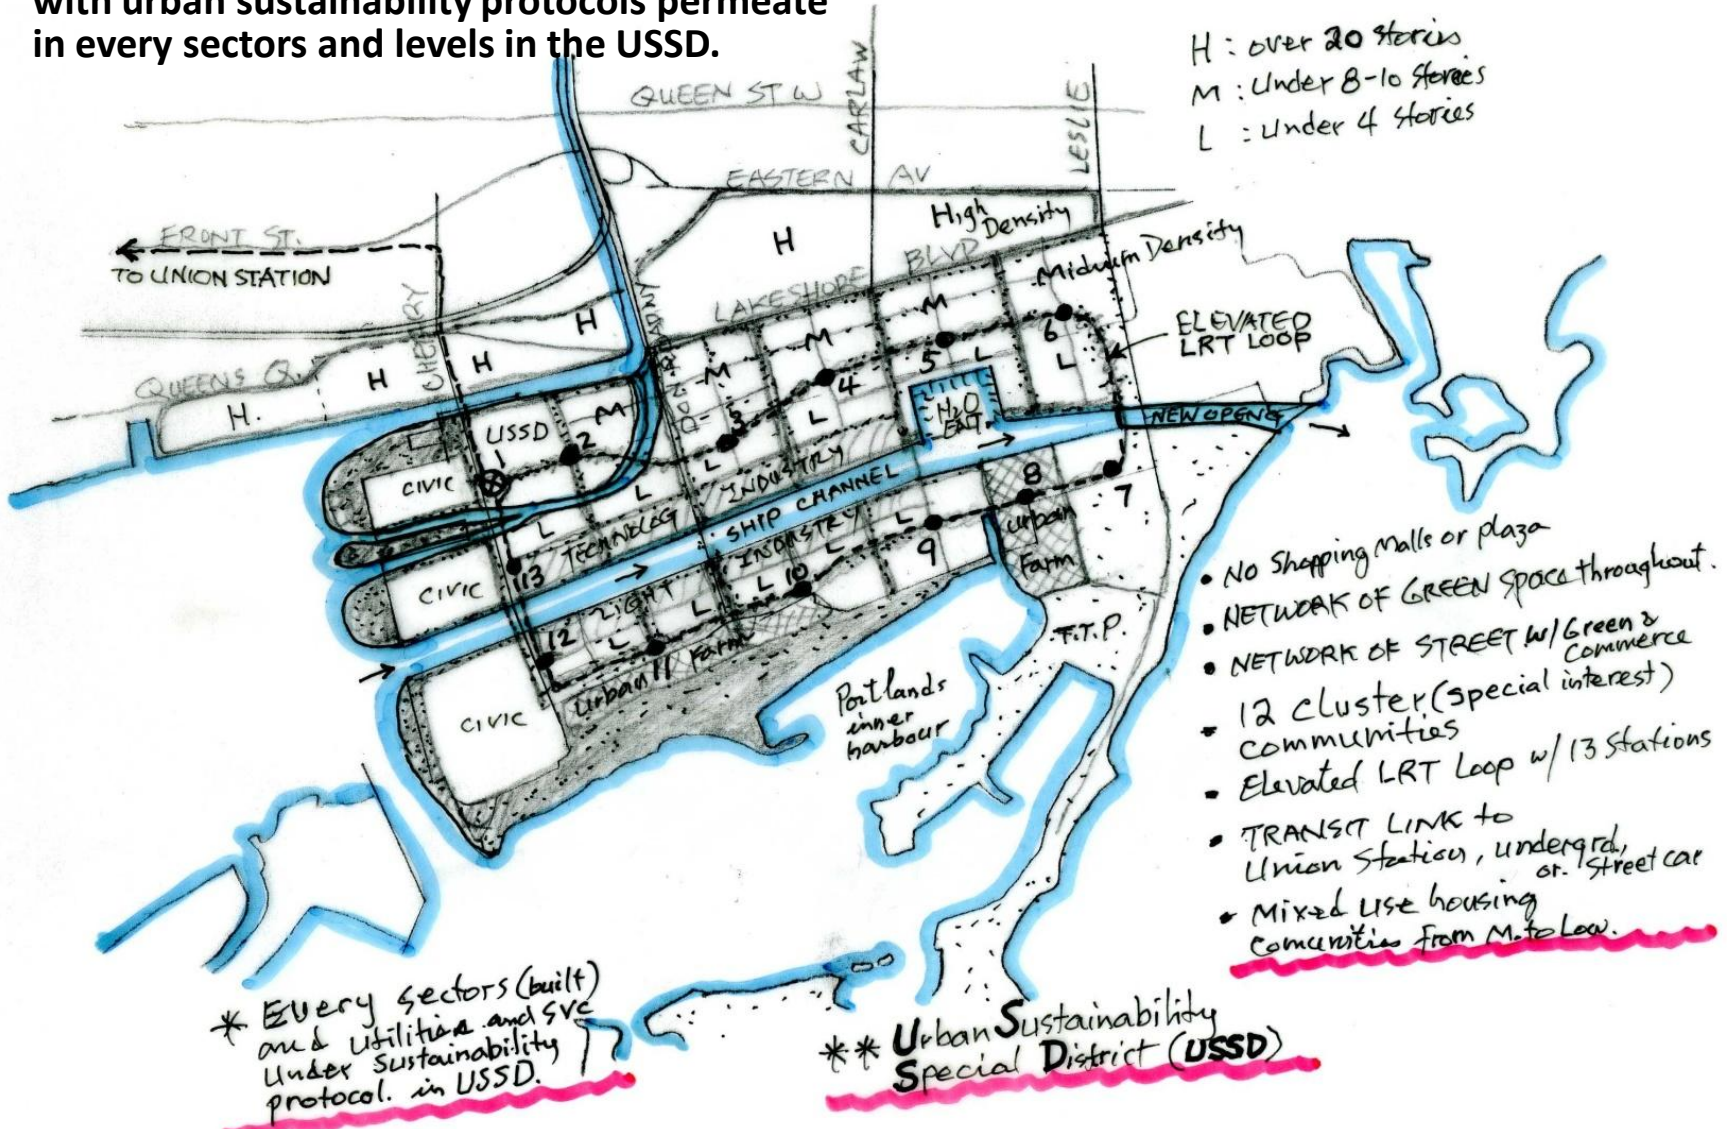 with urban sustainability protocols permeate
in every sectors and levels in the USSD.
H : over 20 stories
M : Under 8-10 Stories
L : Under 4 stories
QUEEN ST W
CARLAW
LESLIE
EASTERN AV
FRONT ST.
TO UNION STATION
H
High
Density
Midium Density
LAKESHORE BLVD
CHERRY
H
H
H
H.
QUEENS Q.
ELEVATED
LRT LOOP
M
M
M
M
USSD
1
2
3
4
5
6
L
L
L
L
L
L
H2O
ENT
NEW OPENG
CIVIC
INDUSTRY
TECHNOLOG
SHIP CHANNEL
INDUSTRY
LIGHT
7
8
9
10
11
12
13
L
L
L
L
L
Urban
Farm
Urban
Farm
CIVIC
CIVIC
F.T.P.
Portlands
inner
harbour
• No Shopping Malls or plaza
• NETWORK OF GREEN SPACE throughout.
• NETWORK OF STREET w/ Green &
Commerce
- 12 cluster (special interest)
communities
- Elevated LRT Loop w/ 13 Stations
• TRANSIT LINK to
Union Station, undergrd,
or. Street car
• Mixed use housing
comunities from M. to Low.
* Every sectors (built)
and utilities and svc
Under Sustainability
protocol. in USSD.
** Urban Sustainability
Special District (USSD)